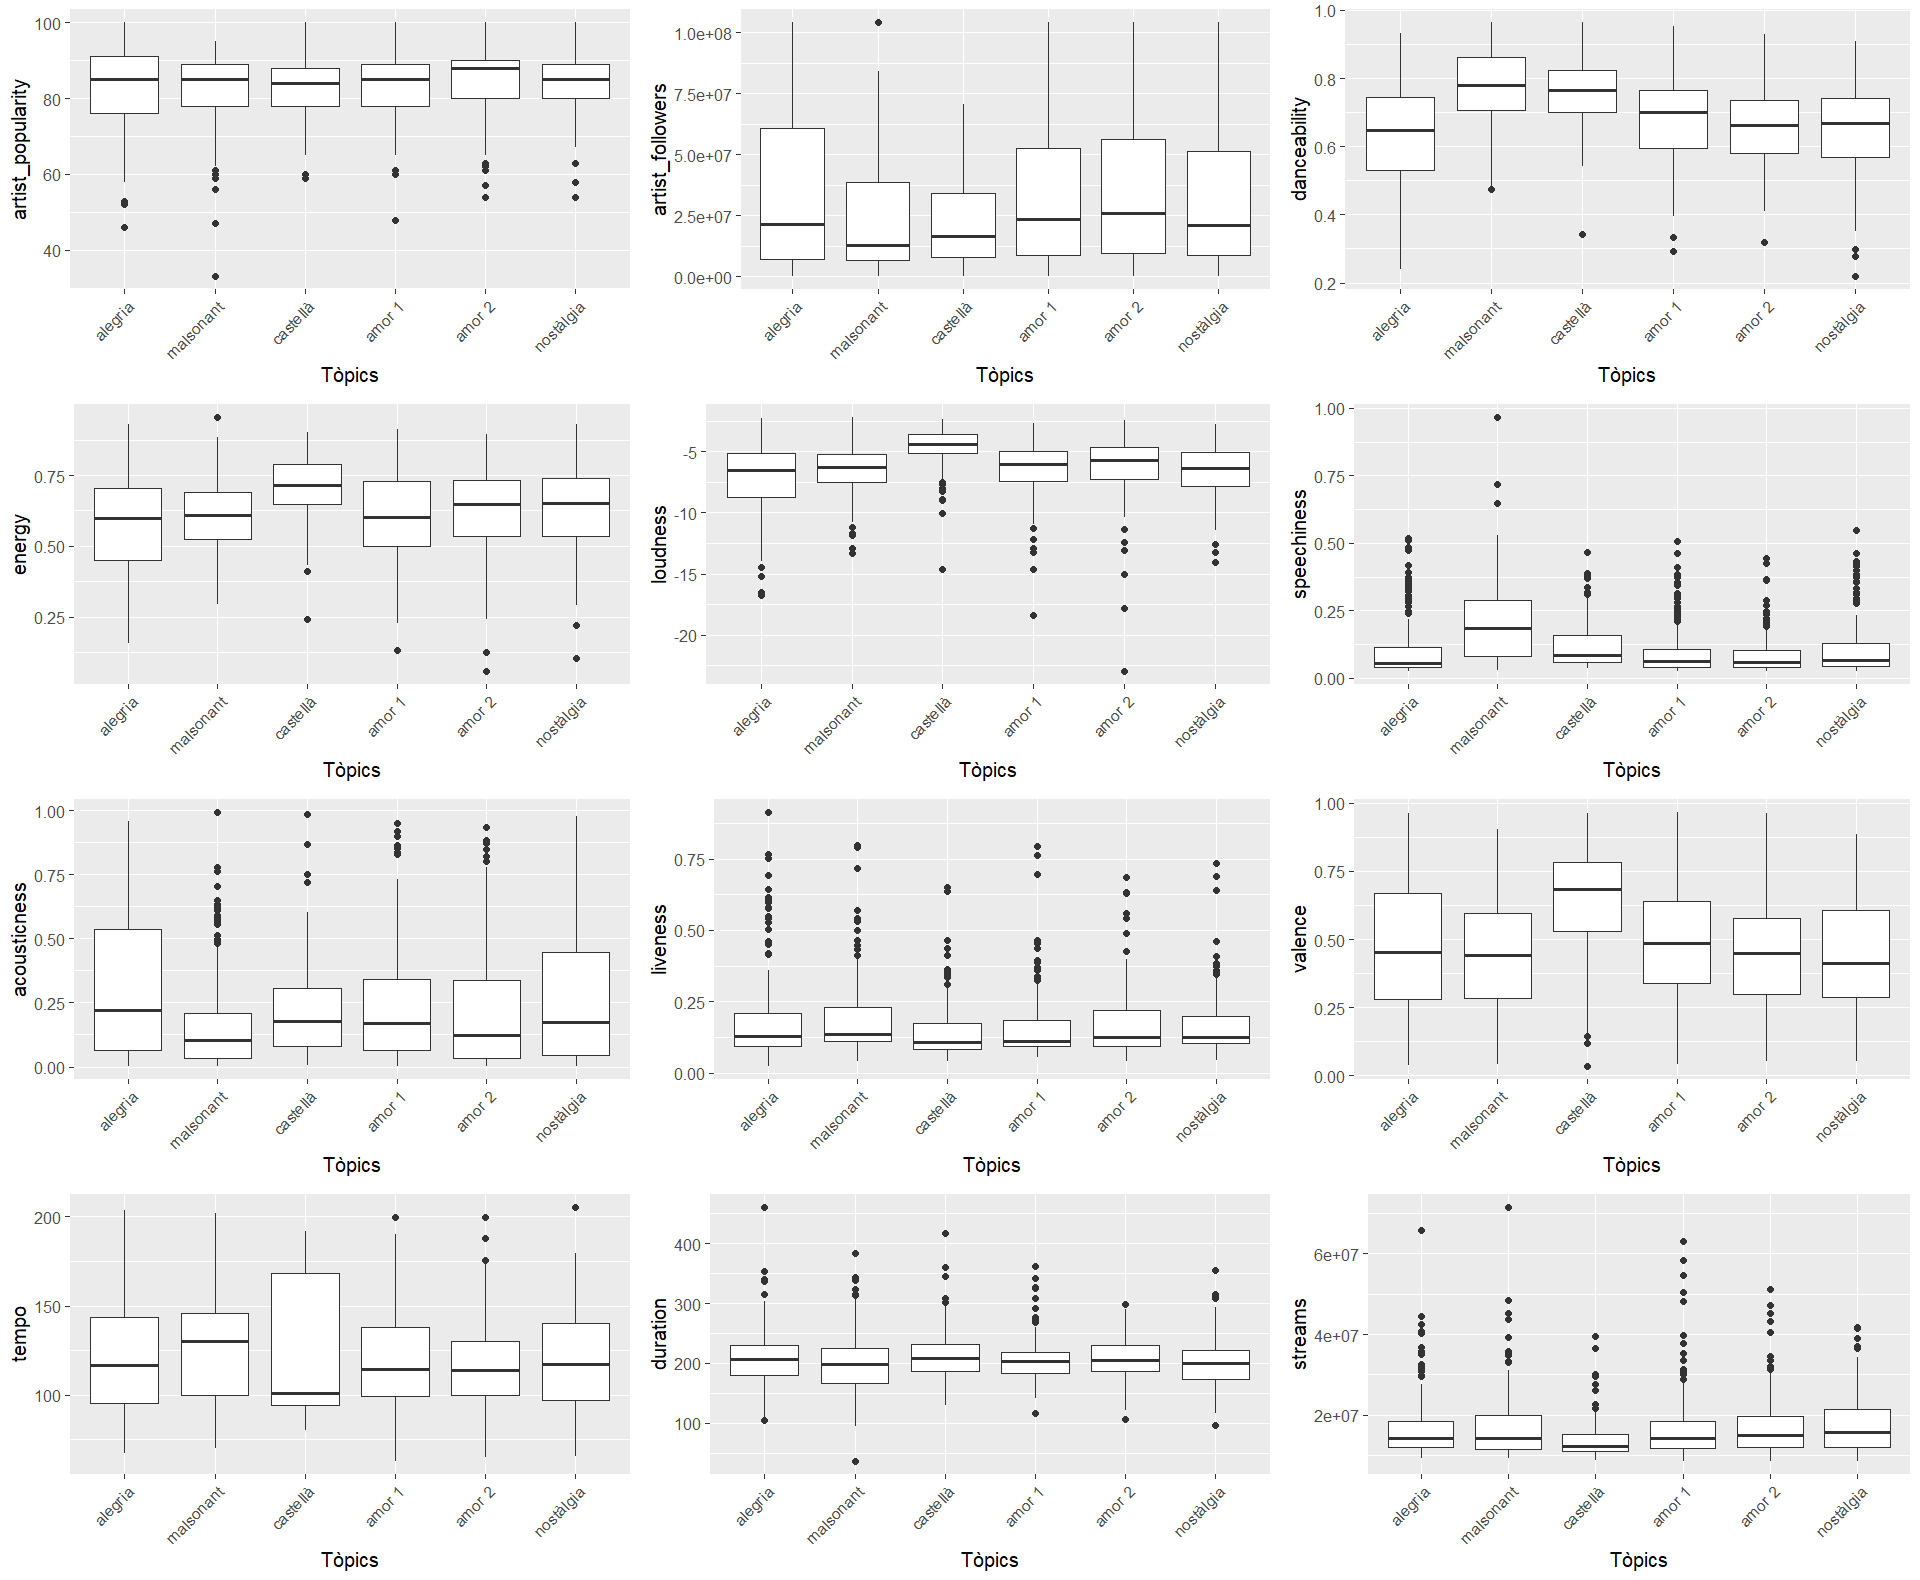 artist_popularity
100
80
60
40
alegria
malsonant
castellà
amor 1
amor 2
nostàlgia
Tòpics
artist_followers
1.0e+08
7.5e+07
5.0e+07
2.5e+07
0.0e+00
alegria
malsonant
castellà
amor 1
amor 2
nostàlgia
Tòpics
danceability
1.0
0.8
0.6
0.4
0.2
alegria
malsonant
castellà
amor 1
amor 2
nostàlgia
Tòpics
energy
0.75
0.50
0.25
alegria
malsonant
castellà
amor 1
amor 2
nostàlgia
Tòpics
loudness
-5
-10
-15
-20
alegria
malsonant
castellà
amor 1
amor 2
nostàlgia
Tòpics
speechiness
1.00
0.75
0.50
0.25
0.00
alegria
malsonant
castellà
amor 1
amor 2
nostàlgia
Tòpics
acousticness
1.00
0.75
0.50
0.25
0.00
alegria
malsonant
castellà
amor 1
amor 2
nostàlgia
Tòpics
liveness
0.75
0.50
0.25
0.00
alegria
malsonant
castellà
amor 1
amor 2
nostàlgia
Tòpics
valence
1.00
0.75
0.50
0.25
0.00
alegria
malsonant
castellà
amor 1
amor 2
nostàlgia
Tòpics
tempo
200
150
100
alegria
malsonant
castellà
amor 1
amor 2
nostàlgia
Tòpics
duration
400
300
200
100
alegria
malsonant
castellà
amor 1
amor 2
nostàlgia
Tòpics
streams
6e+07
4e+07
2e+07
alegria
malsonant
castellà
amor 1
amor 2
nostàlgia
Tòpics